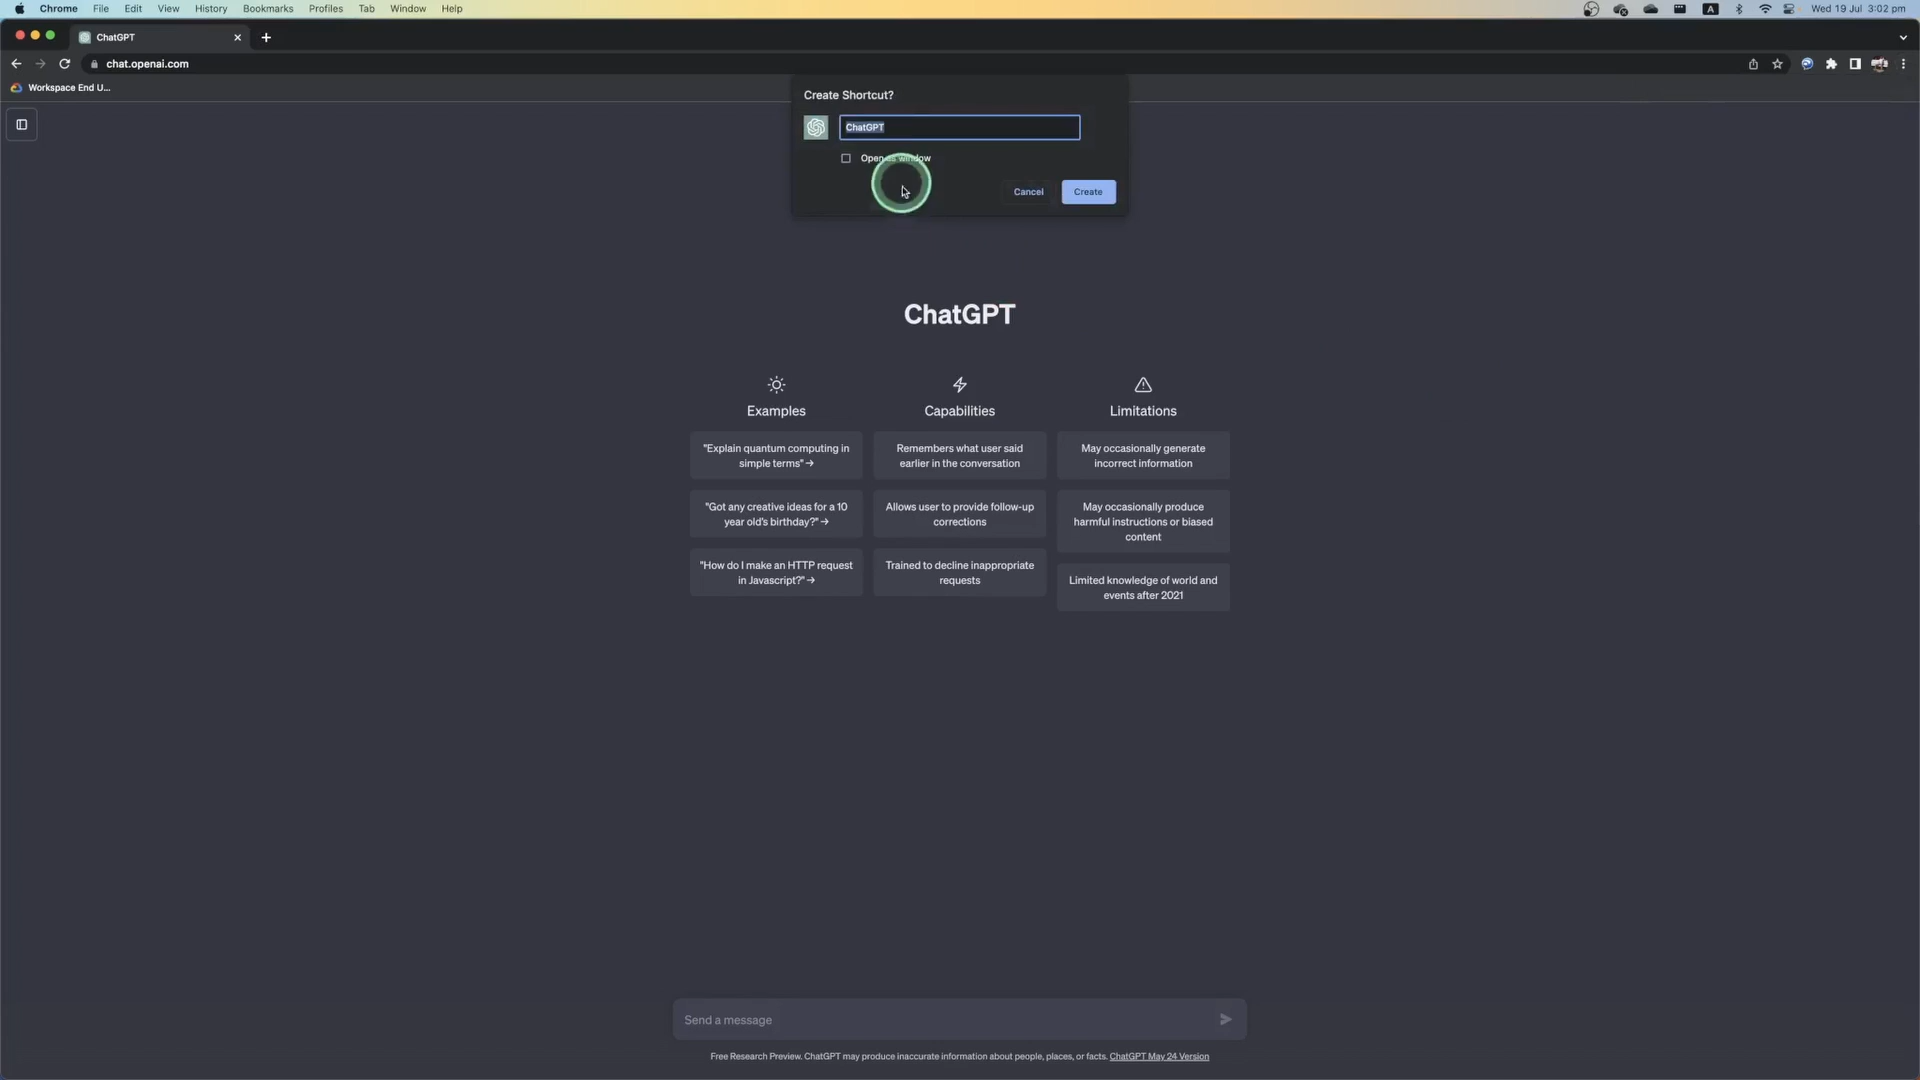 Chrome File Edit View History Bookmarks Profiles Tab Window Help A Wed 19 Jul 3:02 pm
ChatGPT
chat.openai.com
Workspace End U...
Create Shortcut?
ChatGPT
Open as window
Cancel Create
ChatGPT
Examples
"Explain quantum computing in
simple terms" →
"Got any creative ideas for a 10
year old's birthday?" →
"How do I make an HTTP request
in Javascript?" →
Capabilities
Remembers what user said
earlier in the conversation
Allows user to provide follow-up
corrections
Trained to decline inappropriate
requests
Limitations
May occasionally generate
incorrect information
May occasionally produce
harmful instructions or biased
content
Limited knowledge of world and
events after 2021
Send a message
Free Research Preview. ChatGPT may produce inaccurate information about people, places, or facts. ChatGPT May 24 Version